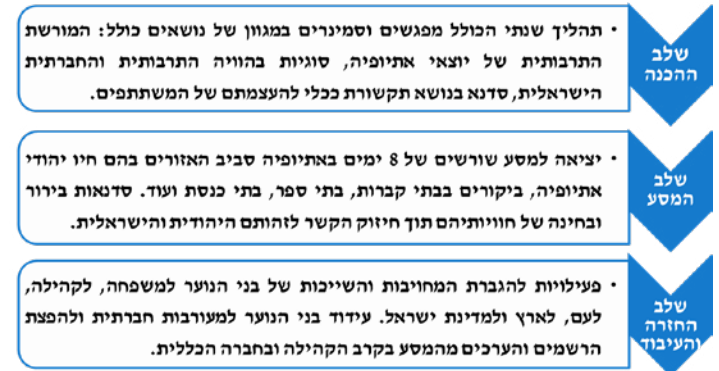 שלב
ההכנה
• תהליך שנתי הכולל מפגשים וסמינרים במגוון של נושאים כולל: המורשת
התרבותית של יוצאי אתיופיה, סוגיות בהוויה התרבותית והחברתית
הישראלית, סדנא בנושא תקשורת ככלי להעצמתם של המשתתפים.
שלב
המסע
• יציאה למסע שורשים של 8 ימים באתיופיה סביב האזורים בהם חיו יהודי
אתיופיה, ביקורים בבתי קברות, בתי ספר, בתי כנסת ועוד. סדנאות בירור
ובחינה של חוויותיהם תוך חיזוק הקשר לזהותם היהודית והישראלית.
שלב
החזרה
והעיבוד
• פעילויות להגברת המחויבות והשייכות של בני הנוער למשפחה, לקהילה,
לעם, לארץ ולמדינת ישראל. עידוד בני הנוער למעורבות חברתית ולהפצת
הרשמים והערכים מהמסע בקרב הקהילה ובחברה הכללית.